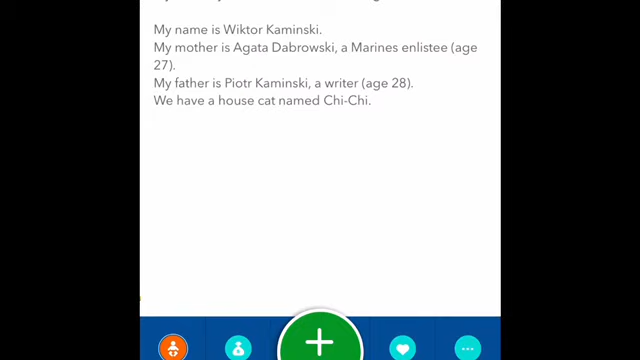 My name is Wiktor Kaminski.
My mother is Agata Dabrowski, a Marines enlistee (age
27).
My father is Piotr Kaminski, a writer (age 28).
We have a house cat named Chi-Chi.